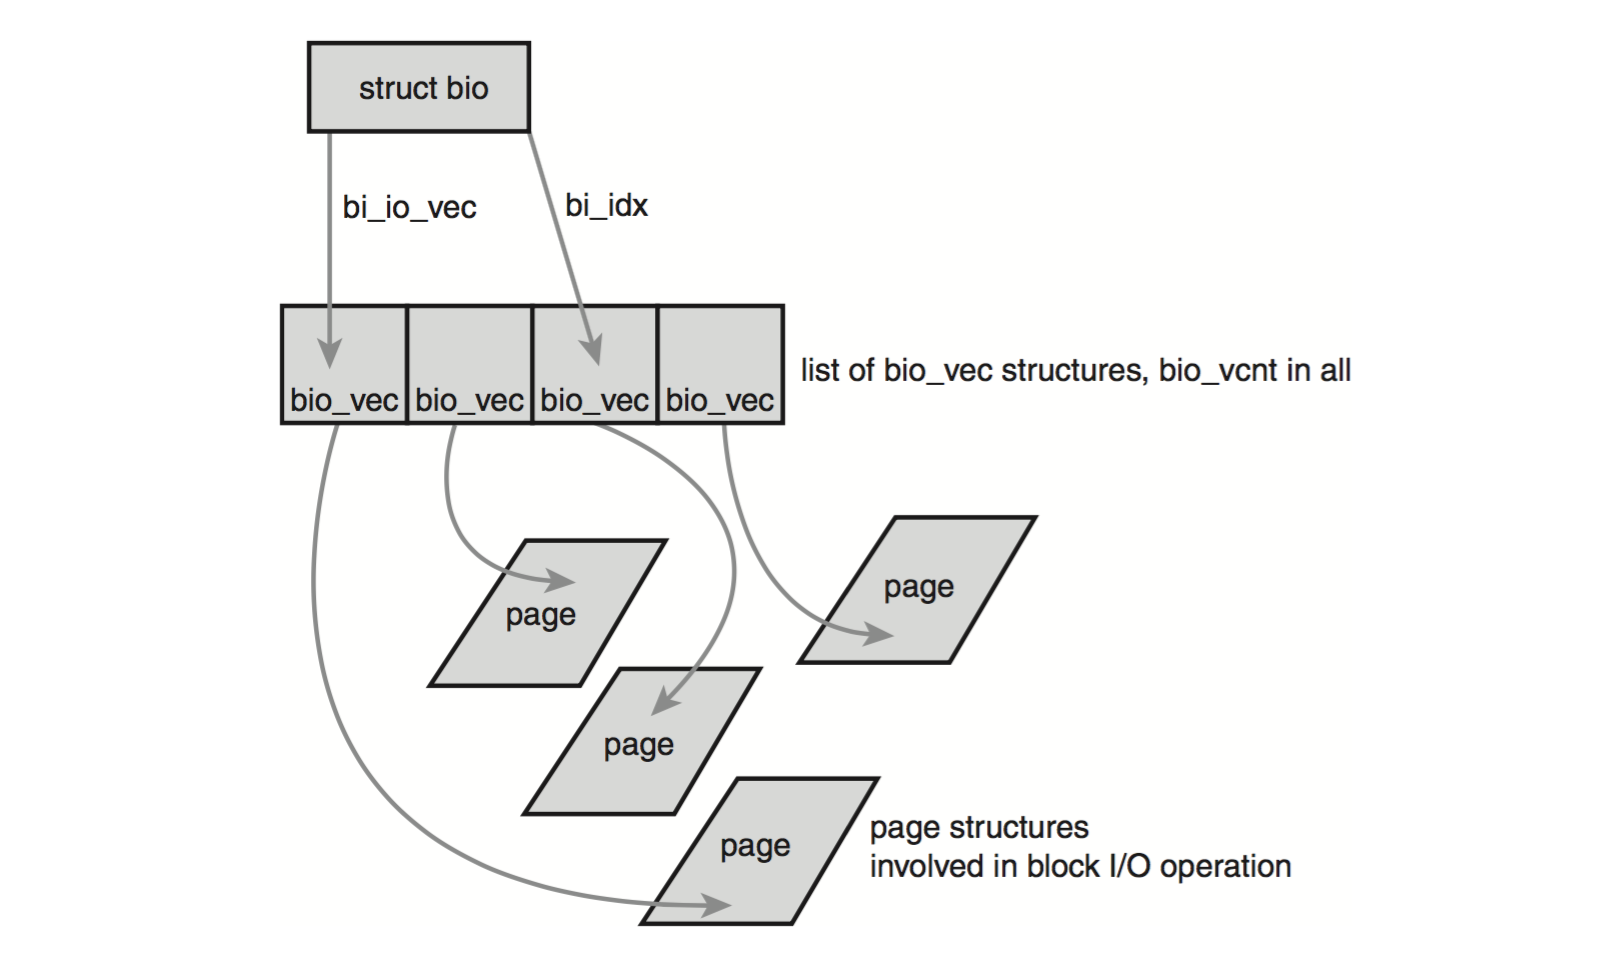 struct bio
bi_io_vec
bi_idx
bio_vec bio_vec bio_vec bio_vec
list of bio_vec structures, bio_vcnt in all
page
page
page
page
page structures
involved in block I/O operation